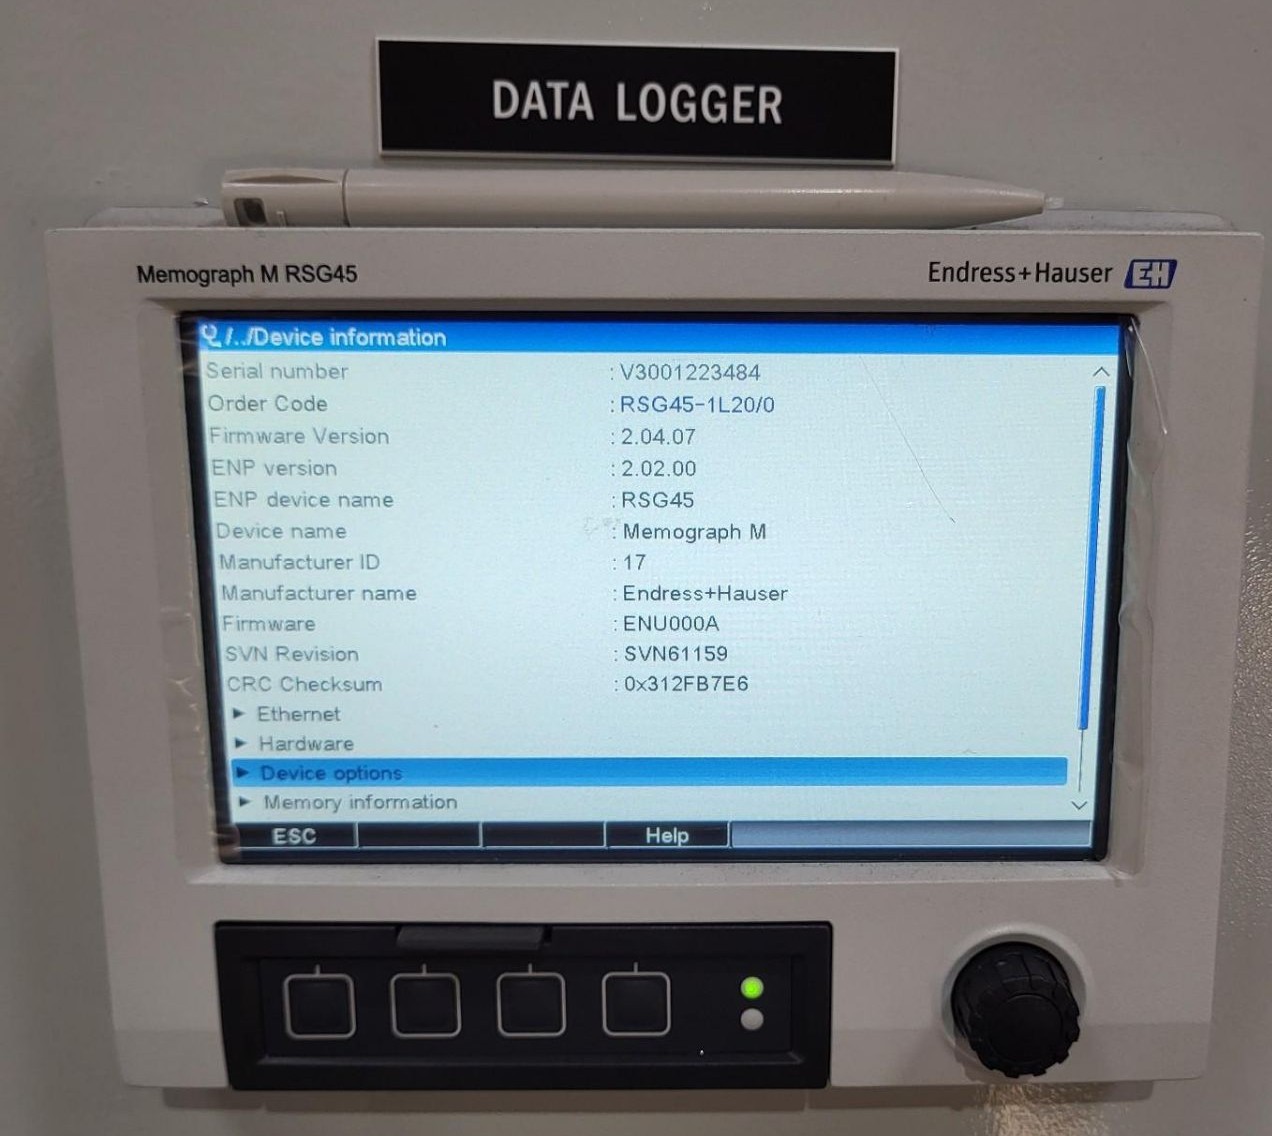 DATA LOGGER
Memograph M RSG45
Endress+Hauser EH
/../Device information
Serial number : V3001223484
Order Code : RSG45-1L20/0
Firmware Version : 2.04.07
ENP version : 2.02.00
ENP device name : RSG45
Device name : Memograph M
Manufacturer ID : 17
Manufacturer name : Endress+Hauser
Firmware : ENU000A
SVN Revision : SVN61159
CRC Checksum : 0x312FB7E6
► Ethernet
► Hardware
► Device options
► Memory information
ESC Help